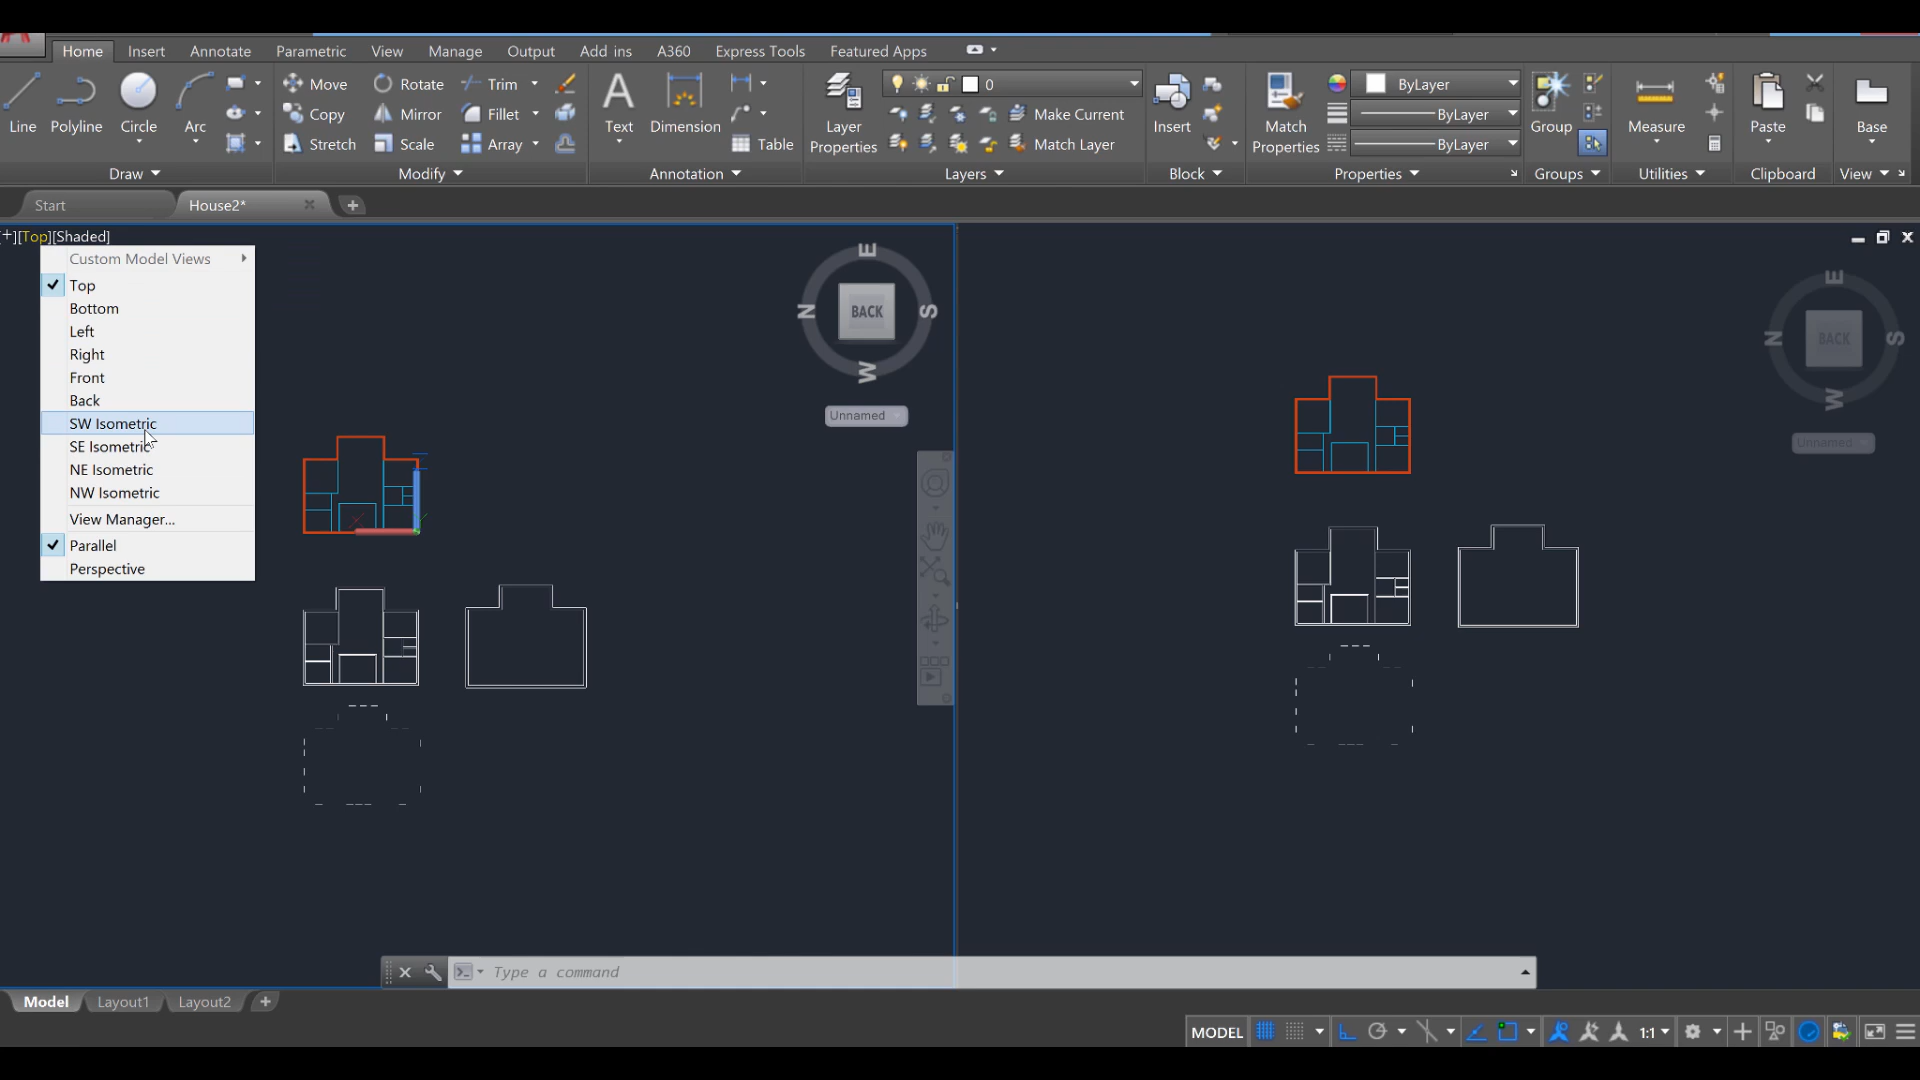 Home Insert Annotate Parametric View Manage Output Add ins A360 Express Tools Featured Apps
Line Polyline Circle Arc
Move Rotate Trim
Copy Mirror Fillet
Stretch Scale Array
Text Dimension Table
Layer Properties
0
Make Current
Match Layer
Insert
Match Properties
ByLayer
ByLayer
ByLayer
Group
Measure
Paste
Base
Draw Modify Annotation Layers Block Properties Groups Utilities Clipboard View
Start House2*
[+][Top][Shaded]
Custom Model Views
Top
Bottom
Left
Right
Front
Back
SW Isometric
SE Isometric
NE Isometric
NW Isometric
View Manager...
Parallel
Perspective
E
N BACK S
W
Unnamed
E
N BACK S
W
Unnamed
Type a command
Model Layout1 Layout2
MODEL 1:1